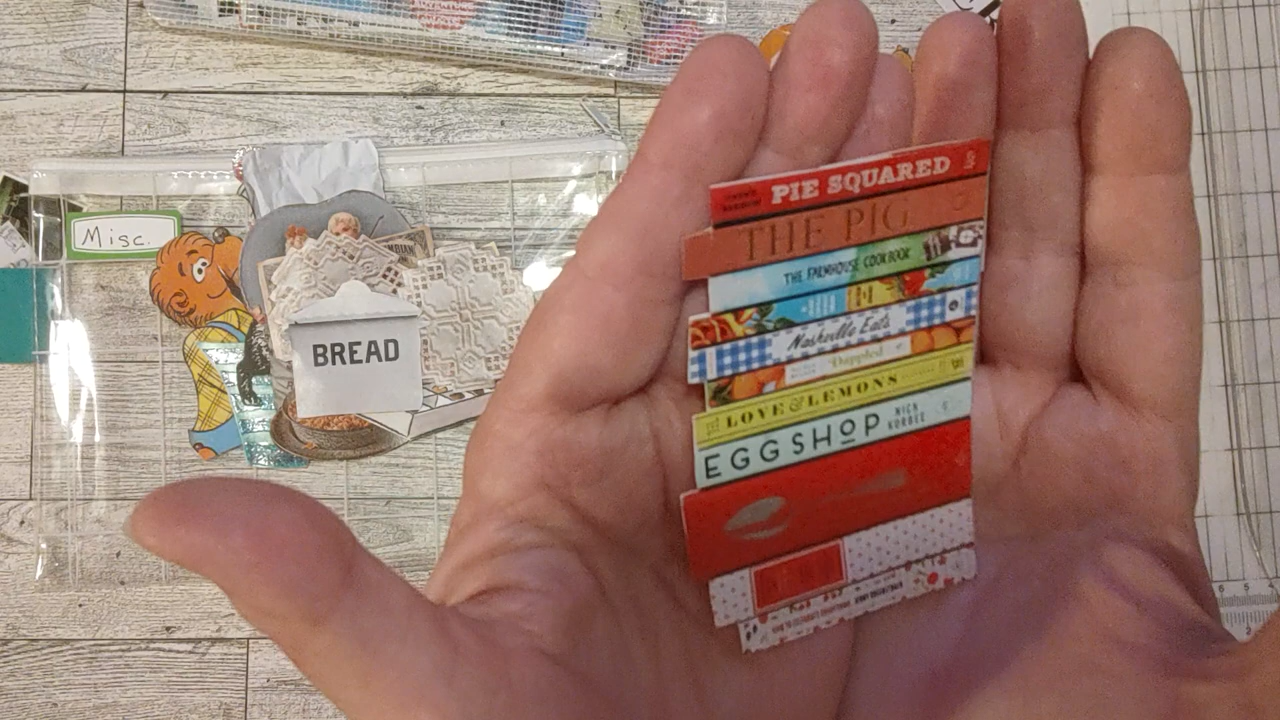 Misc.
BREAD
PIE SQUARED
THE PIG
THE FARMHOUSE COOKBOOK
Nashville Eats
Dappled
LOVE & LEMONS
EGGSHOP
NICK
KORBEE